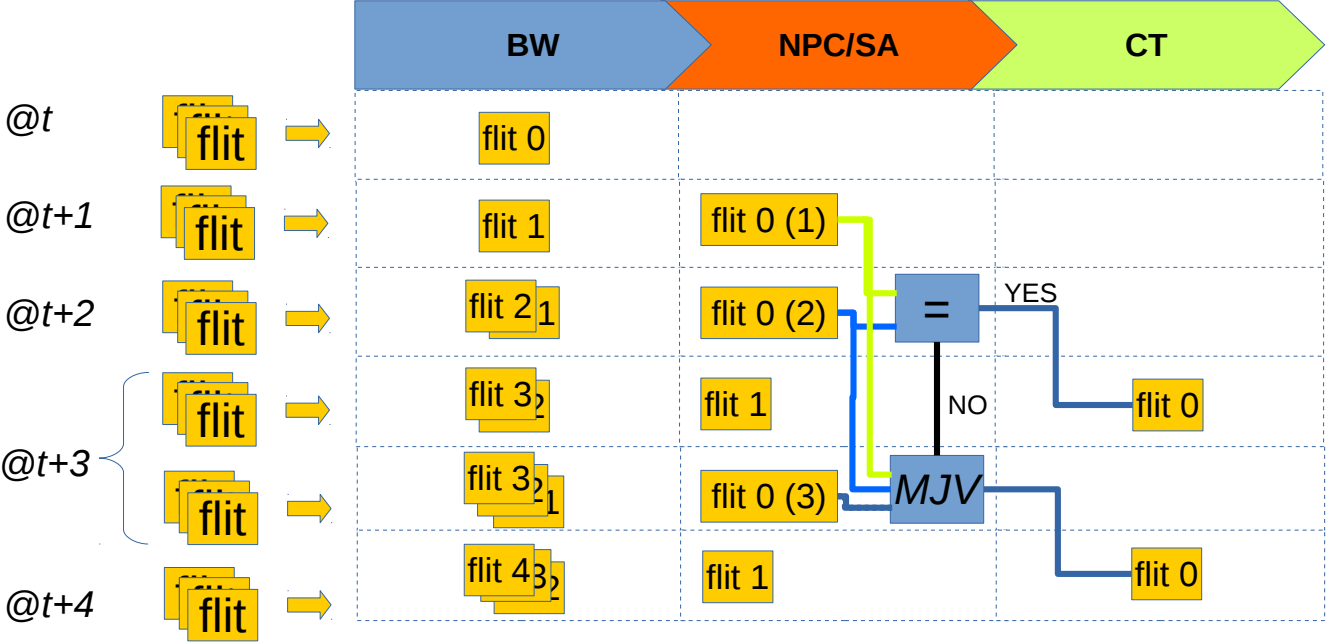 BW NPC/SA CT
@t flit flit 0
@t+1 flit flit 1 flit 0 (1)
@t+2 flit flit 2 1 flit 0 (2) = YES
flit flit 3 2 flit 1 NO flit 0
@t+3
flit flit 3 2 1 flit 0 (3) MJV
@t+4 flit flit 4 3 2 flit 1 flit 0